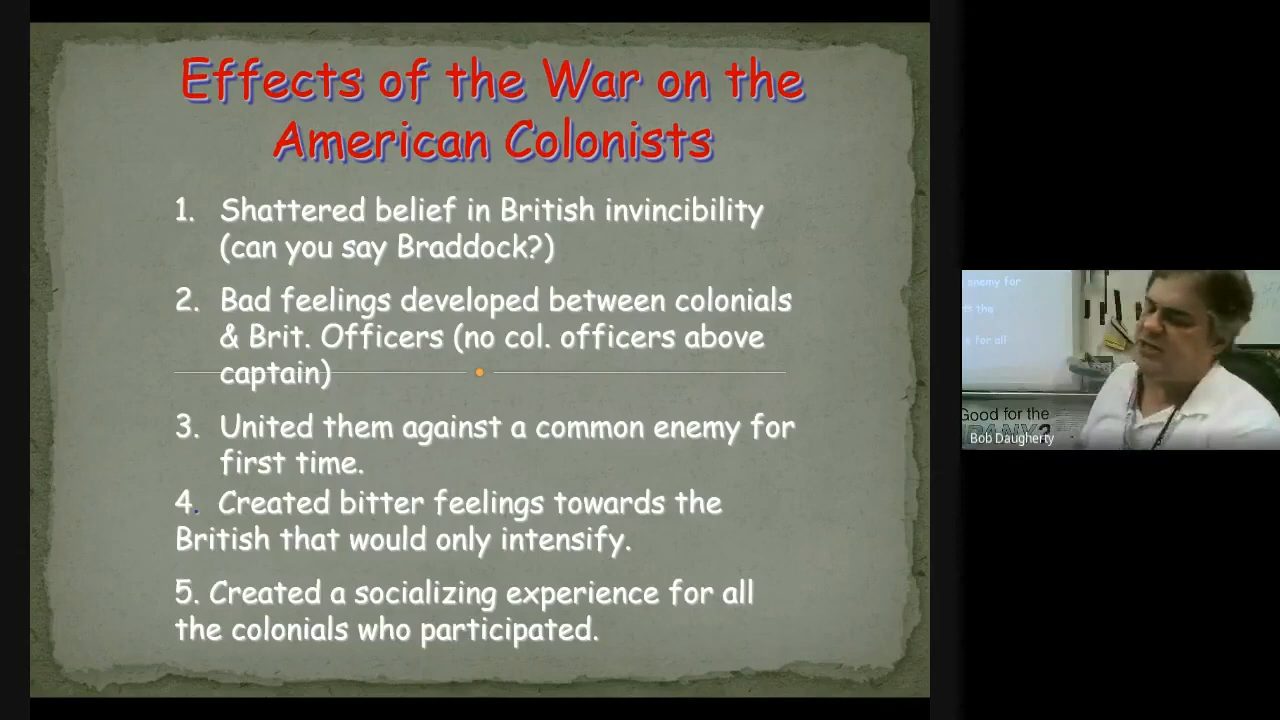 Effects of the War on the
American Colonists
1. Shattered belief in British invincibility
(can you say Braddock?)
2. Bad feelings developed between colonials
& Brit. Officers (no col. officers above
captain)
3. United them against a common enemy for
first time.
4. Created bitter feelings towards the
British that would only intensify.
5. Created a socializing experience for all
the colonials who participated.
enemy for
the
for all
Good for the
Bob Daugherty